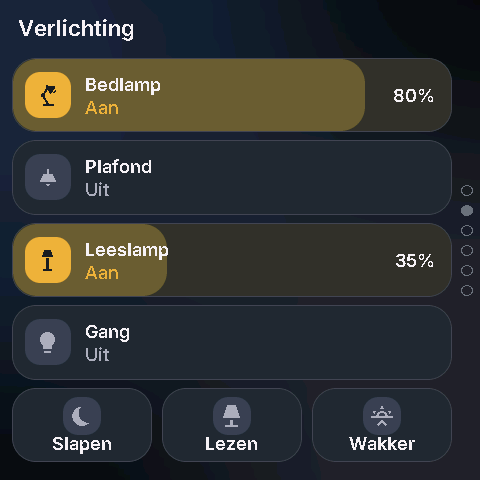 Verlichting
Bedlamp
Aan
80%
Plafond
Uit
Leeslamp
Aan
35%
Gang
Uit
Slapen
Lezen
Wakker